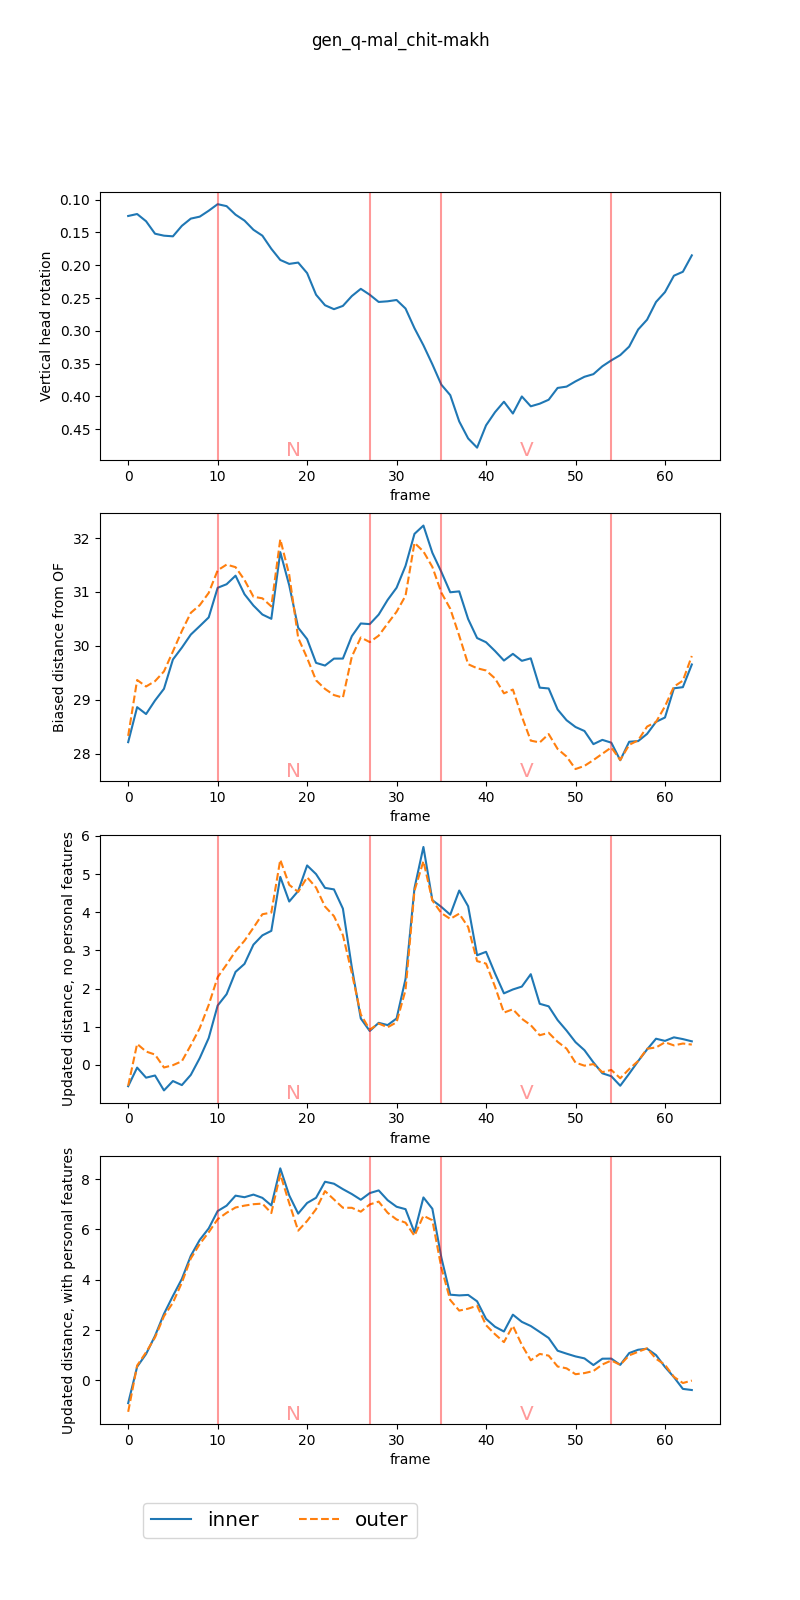 gen_q-mal_chit-makh
Vertical head rotation
0.10
0.15
0.20
0.25
0.30
0.35
0.40
0.45
N V
0 10 20 30 40 50 60
frame
Biased distance from OF
32
31
30
29
28
N V
0 10 20 30 40 50 60
frame
Updated distance, no personal features
6
5
4
3
2
1
0
N V
0 10 20 30 40 50 60
frame
Updated distance, with personal features
8
6
4
2
0
N V
0 10 20 30 40 50 60
frame
inner outer